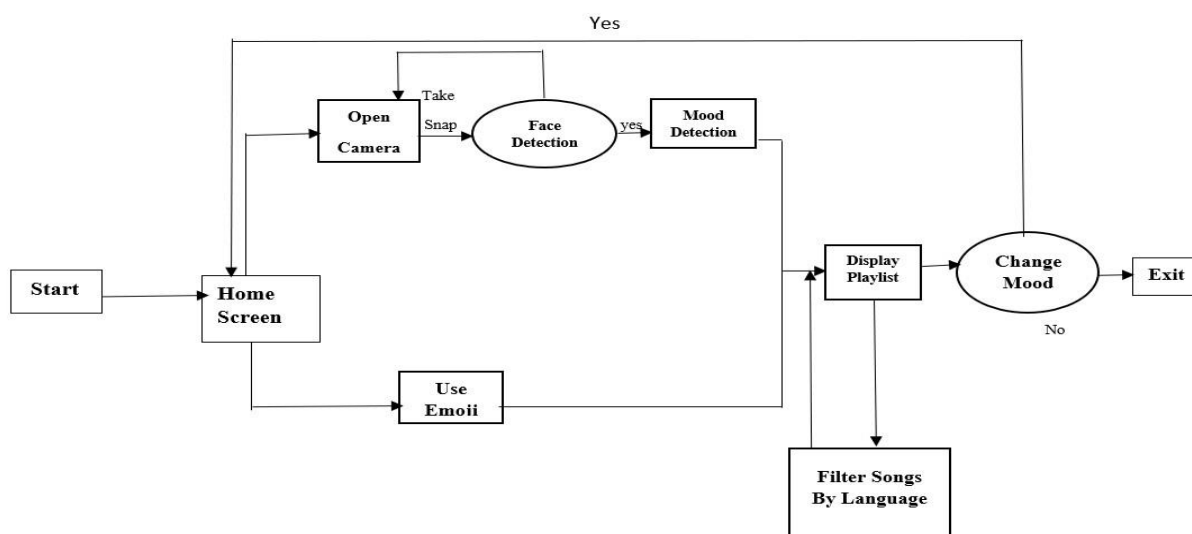 Yes
Open
Camera
Take
Snap
Face
Detection
yes
Mood
Detection
Start
Home
Screen
Display
Playlist
Change
Mood
Exit
No
Use
Emoii
Filter Songs
By Language